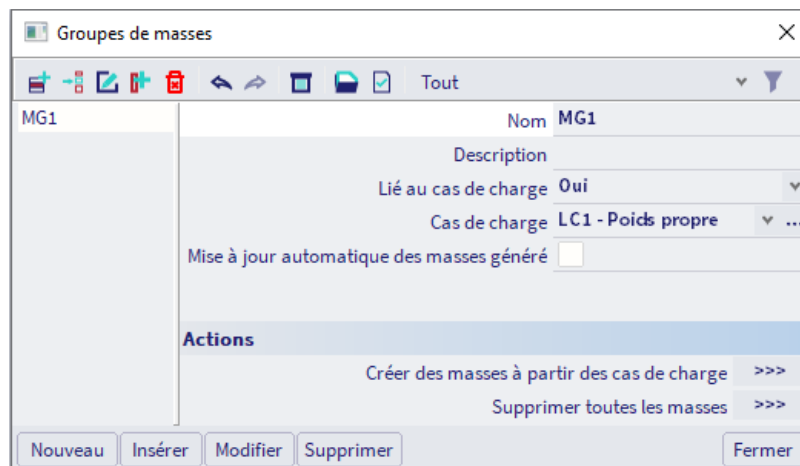 Groupes de masses
Tout
MG1
Nom MG1
Description
Lié au cas de charge Oui
Cas de charge LC1 - Poids propre ...
Mise à jour automatique des masses généré
Actions
Créer des masses à partir des cas de charge >>>
Supprimer toutes les masses >>>
Nouveau Insérer Modifier Supprimer Fermer